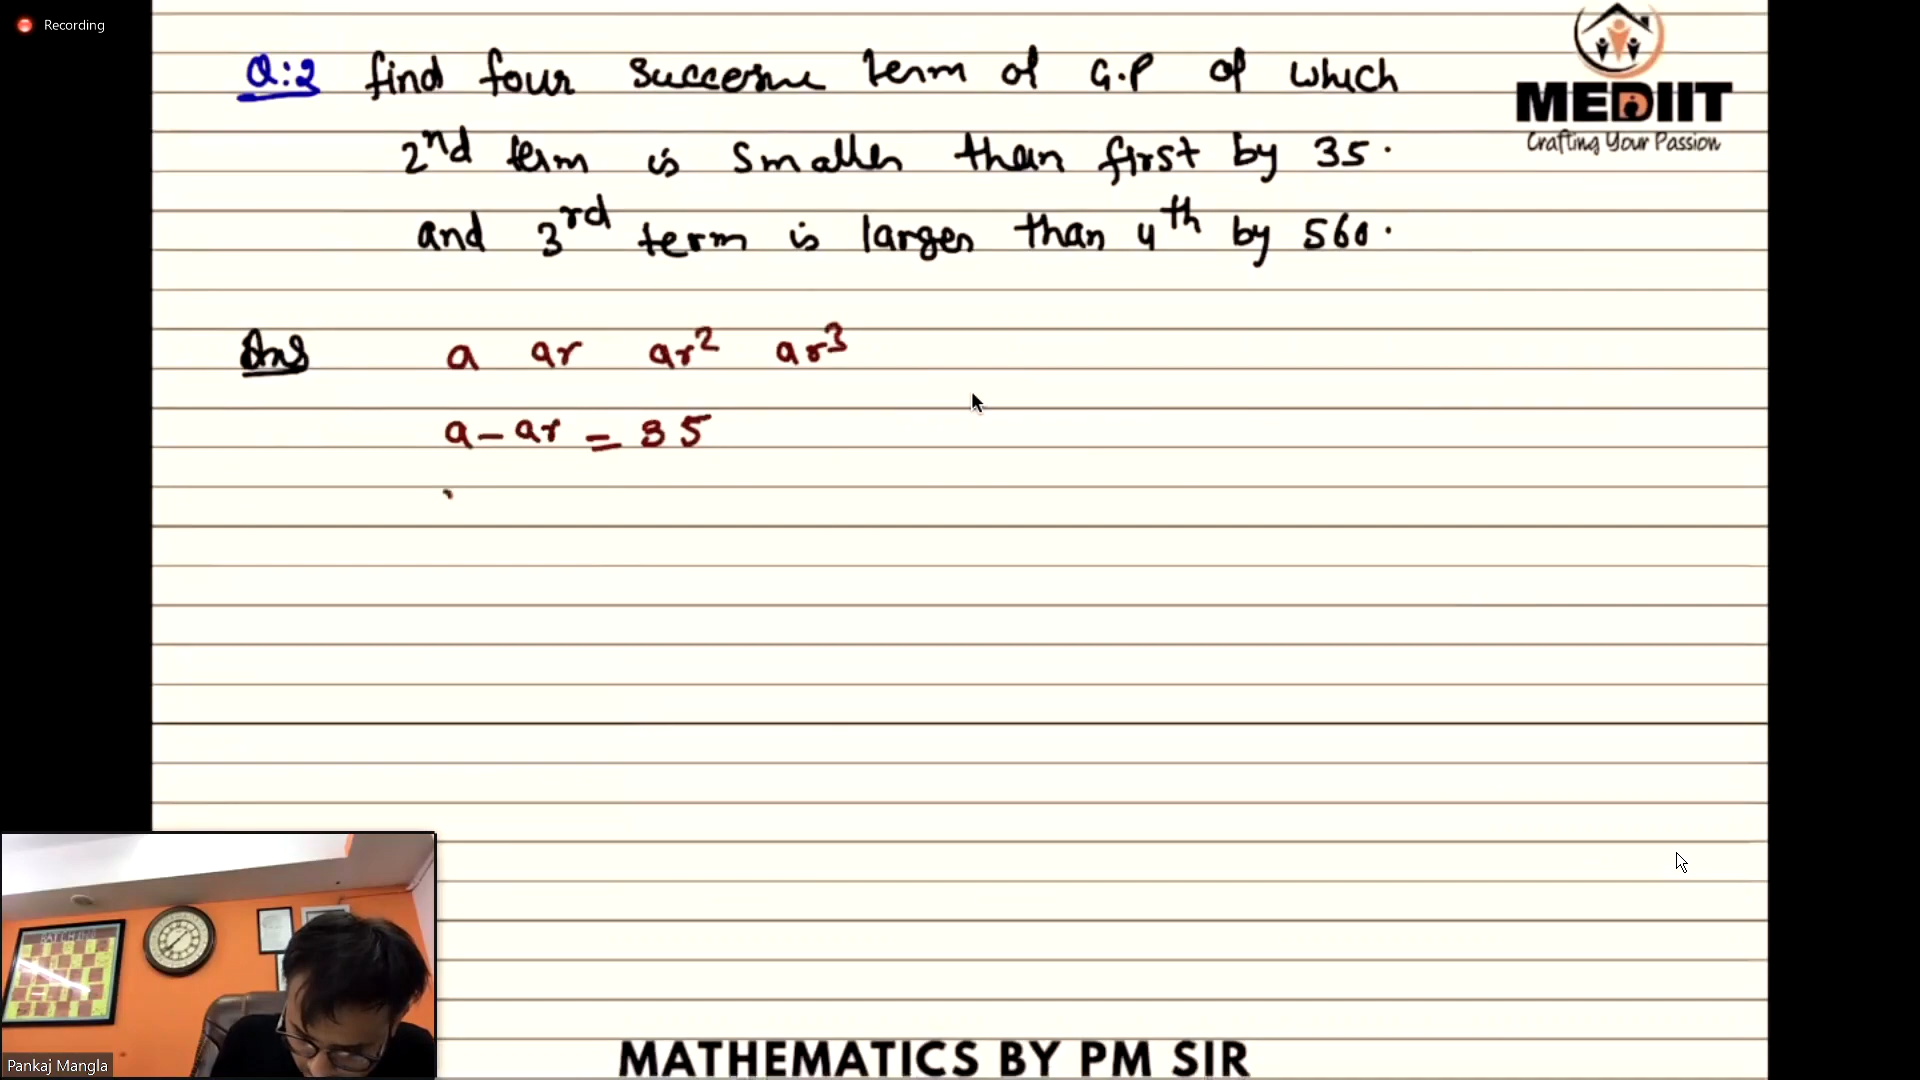 Recording
Q:2 find four successive term of G.P of which
2nd term is smaller than first by 35.
and 3rd term is larger than 4th by 560.
Ans a ar ar² ar³
a - ar = 35
MEDIIT
Crafting Your Passion
Pankaj Mangla
MATHEMATICS BY PM SIR